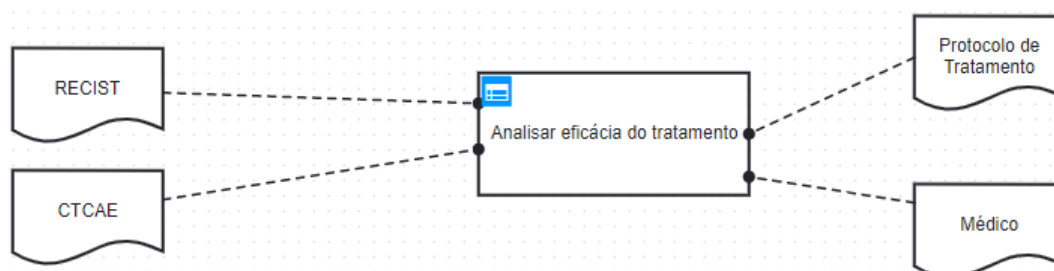 RECIST
CTCAE
Analisar eficácia do tratamento
Protocolo de
Tratamento
Médico